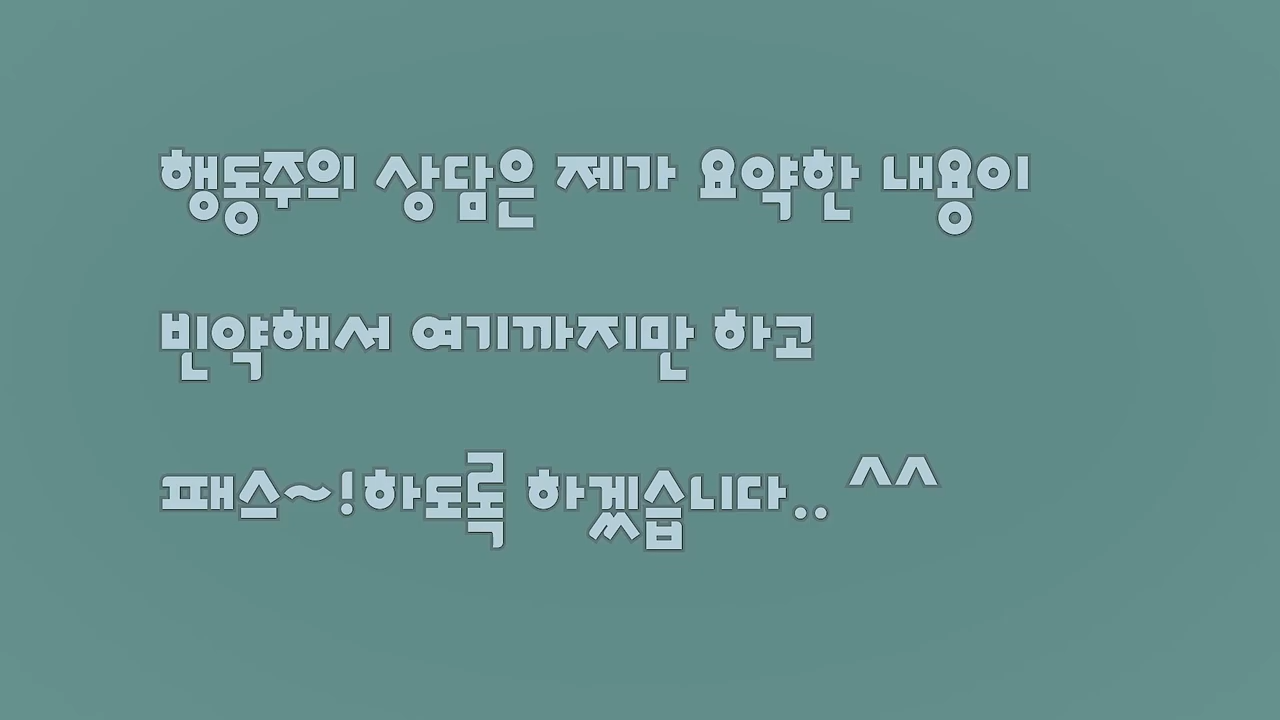 행동주의 상담은 제가 요약한 내용이
빈약해서 여기까지만 하고
패스~!하도록 하겠습니다.. ^^